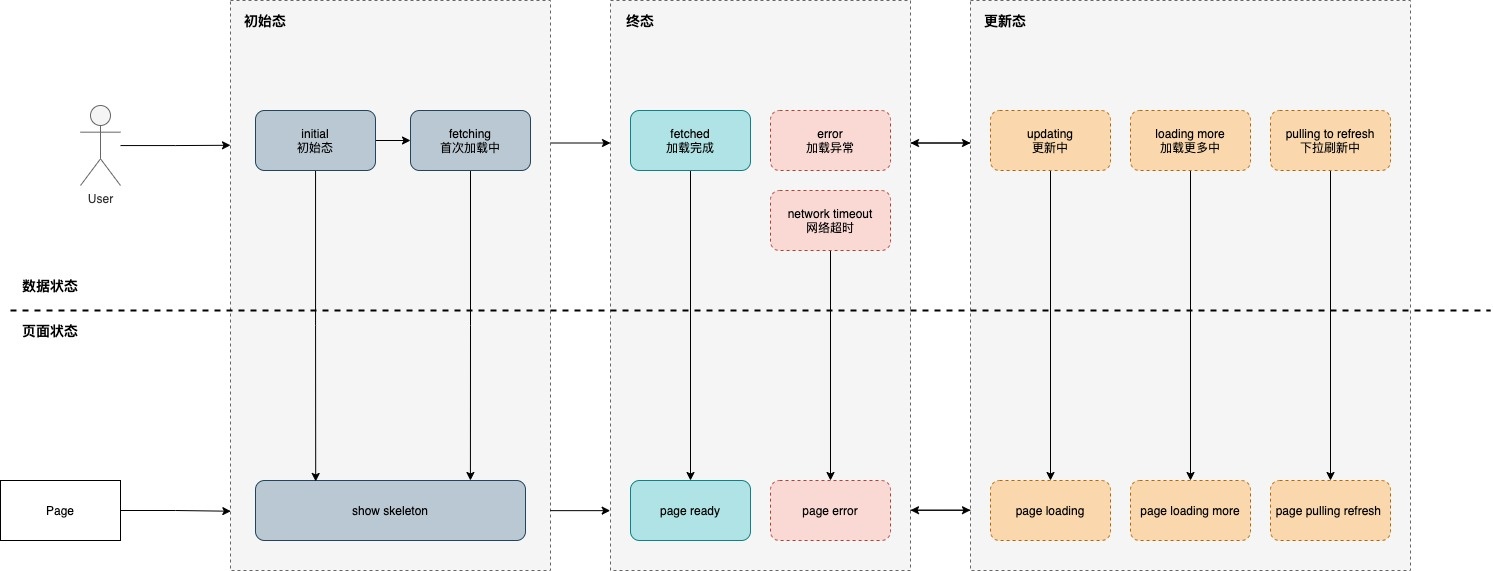 初始态
终态
更新态
initial
初始态
fetching
首次加载中
fetched
加载完成
error
加载异常
updating
更新中
loading more
加载更多中
pulling to refresh
下拉刷新中
User
network timeout
网络超时
数据状态
页面状态
Page
show skeleton
page ready
page error
page loading
page loading more
page pulling refresh